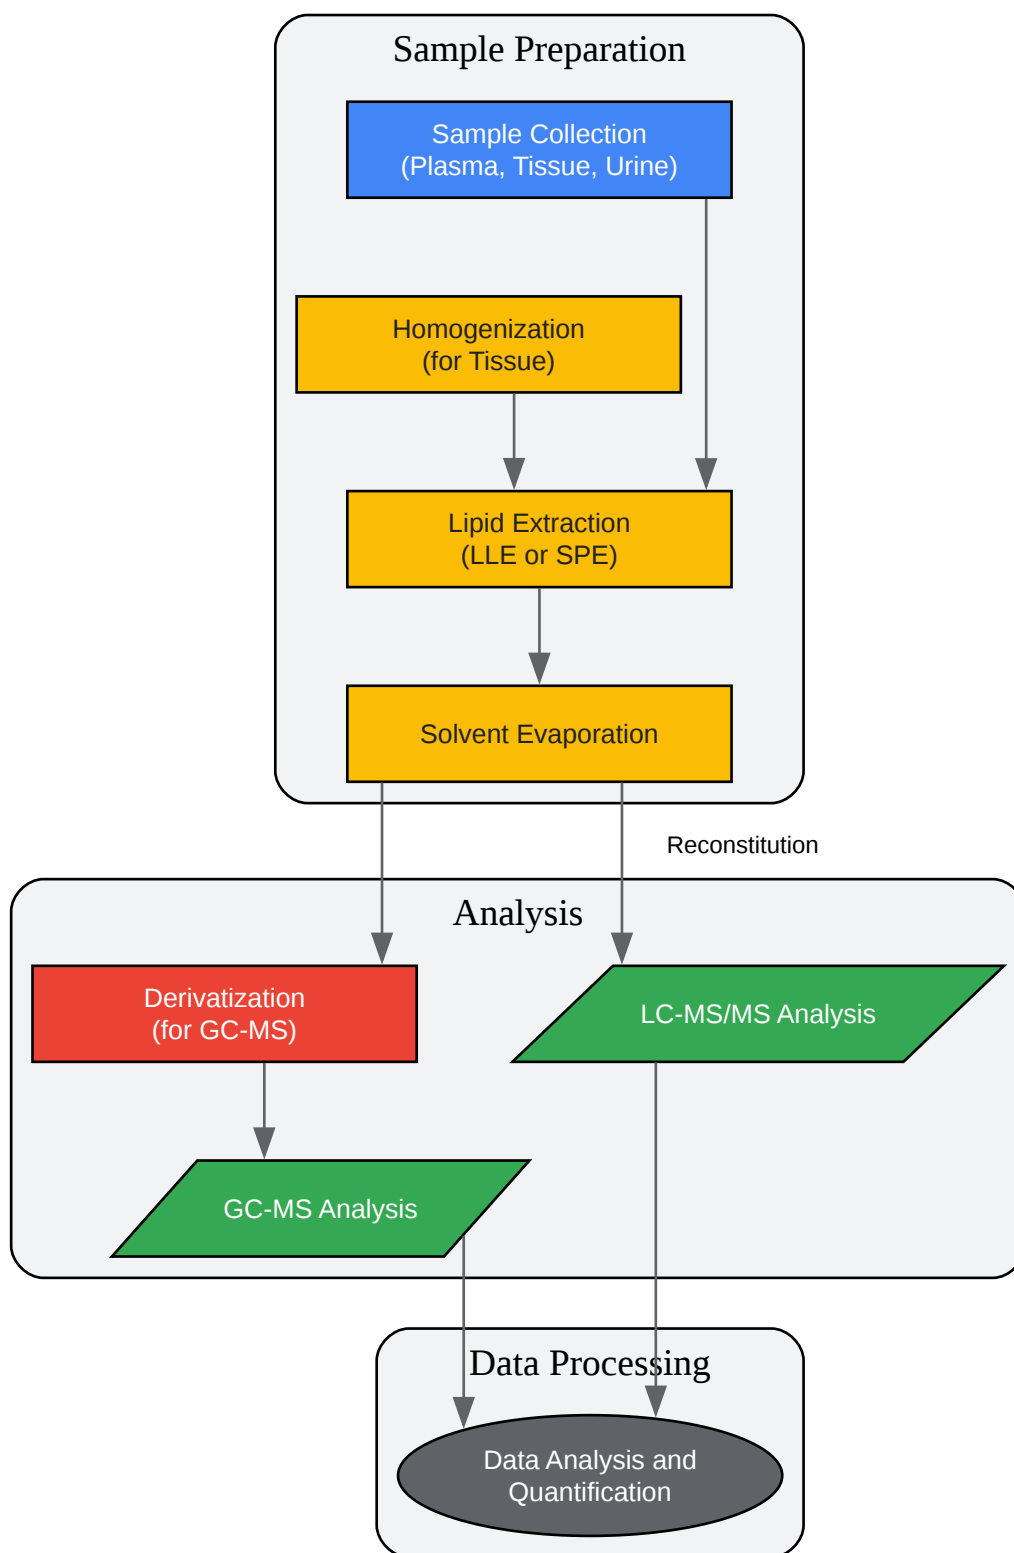 Sample Preparation
Sample Collection
(Plasma, Tissue, Urine)
Homogenization
(for Tissue)
Lipid Extraction
(LLE or SPE)
Solvent Evaporation
Reconstitution
Analysis
Derivatization
(for GC-MS)
LC-MS/MS Analysis
GC-MS Analysis
Data Processing
Data Analysis and
Quantification